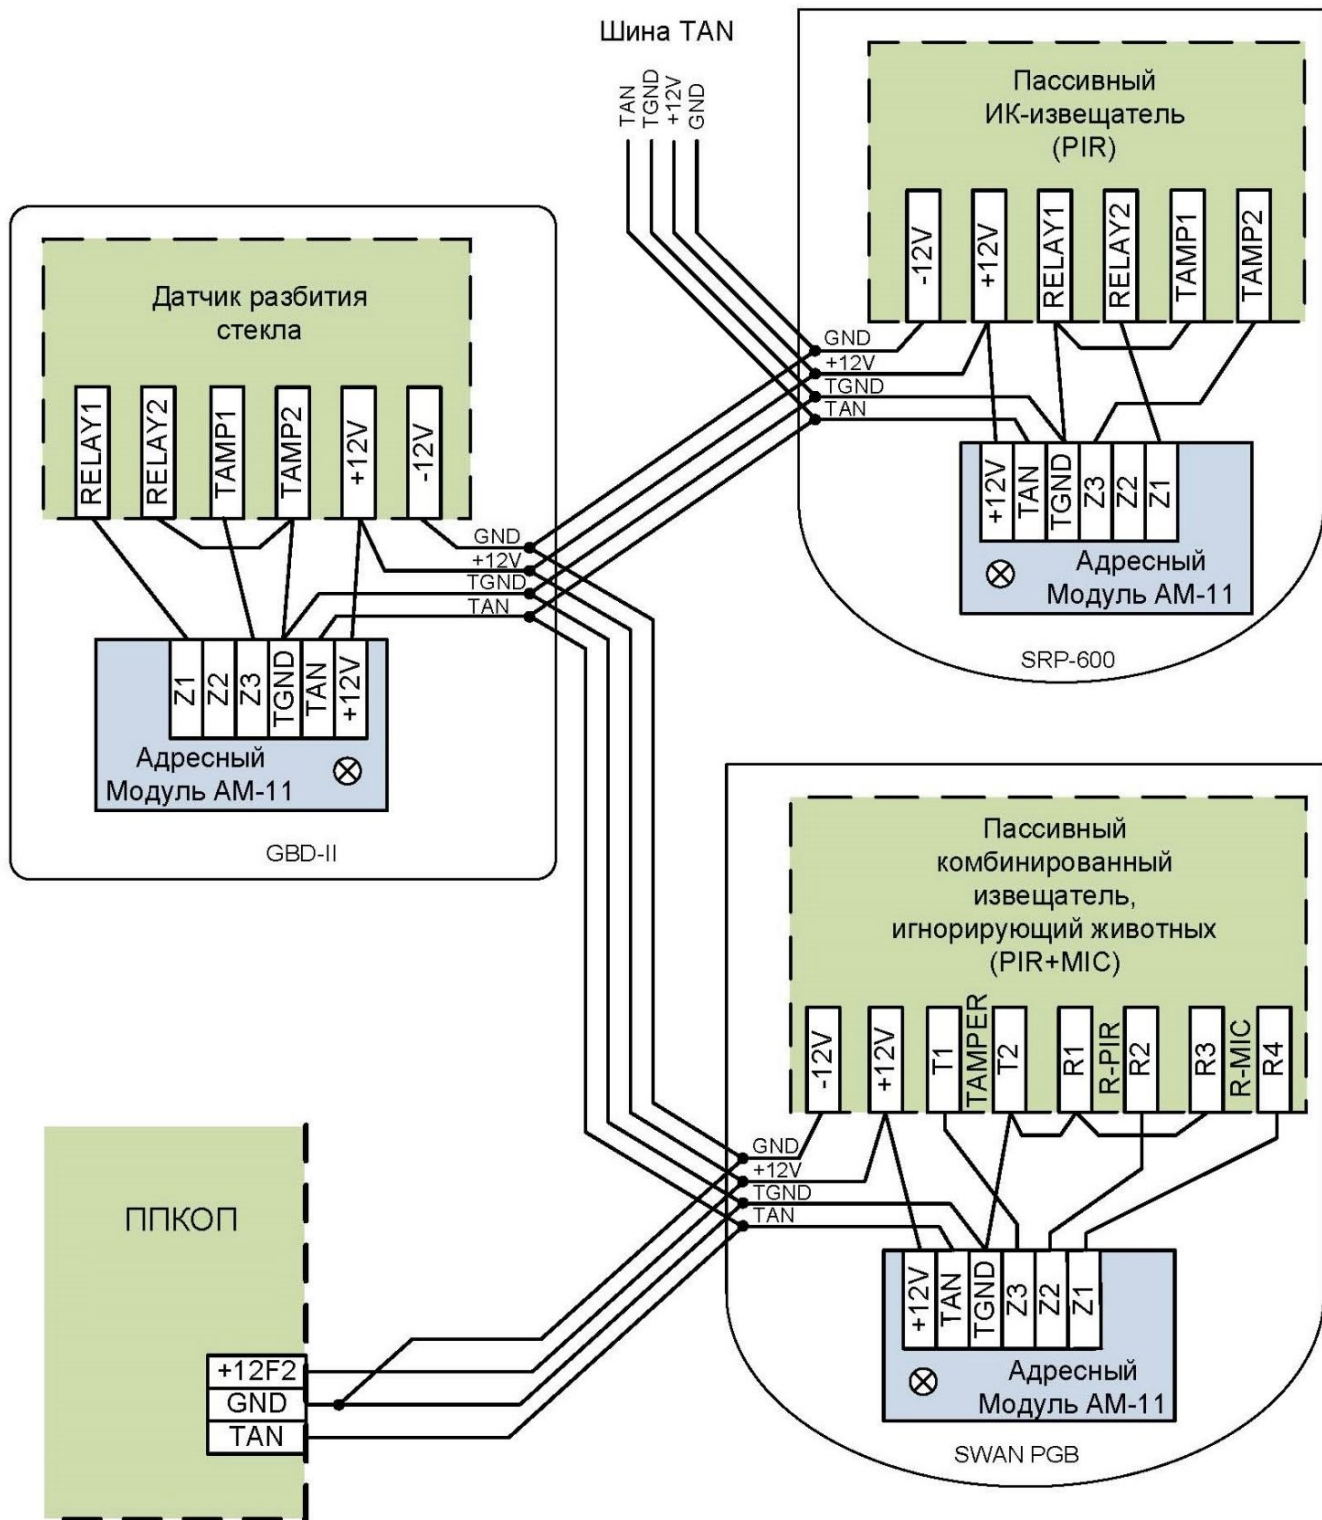 Шина TAN
TAN
TGND
+12V
GND
Пассивный
ИК-извещатель
(PIR)
-12V
+12V
RELAY1
RELAY2
TAMP1
TAMP2
GND
+12V
TGND
TAN
+12V
TAN
TGND
Z3
Z2
Z1
Адресный
Модуль АМ-11
SRP-600
Датчик разбития
стекла
RELAY1
RELAY2
TAMP1
TAMP2
+12V
-12V
GND
+12V
TGND
TAN
Z1
Z2
Z3
TGND
TAN
+12V
Адресный
Модуль АМ-11
GBD-II
Пассивный
комбинированный
извещатель,
игнорирующий животных
(PIR+MIC)
-12V
+12V
T1
TAMPER
T2
R1
R-PIR
R2
R3
R-MIC
R4
GND
+12V
TGND
TAN
+12V
TAN
TGND
Z3
Z2
Z1
Адресный
Модуль АМ-11
SWAN PGB
ППКОП
+12F2
GND
TAN